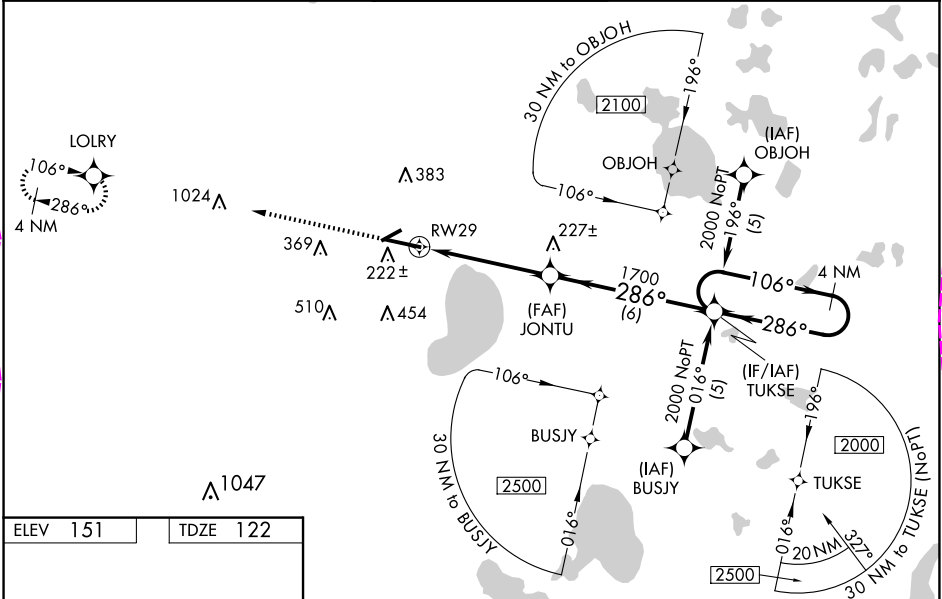 30 NM to OBJOH
196°
2100
OBJOH
106°
(IAF)
OBJOH
2000 NoPT
196°
(5)
LOLRY
106°
286°
4 NM
1024
383
369
RW29
222±
227±
510
454
1700
286°
(6)
(FAF)
JONTU
106°
4 NM
286°
(IF/IAF)
TUKSE
2000 NoPT
016°
(5)
(IAF)
BUSJY
106°
BUSJY
2500
016°
30 NM to BUSJY
196°
2000
TUKSE
016°
20 NM
327°
2500
30 NM to TUKSE (NoPT)
1047
ELEV 151
TDZE 122